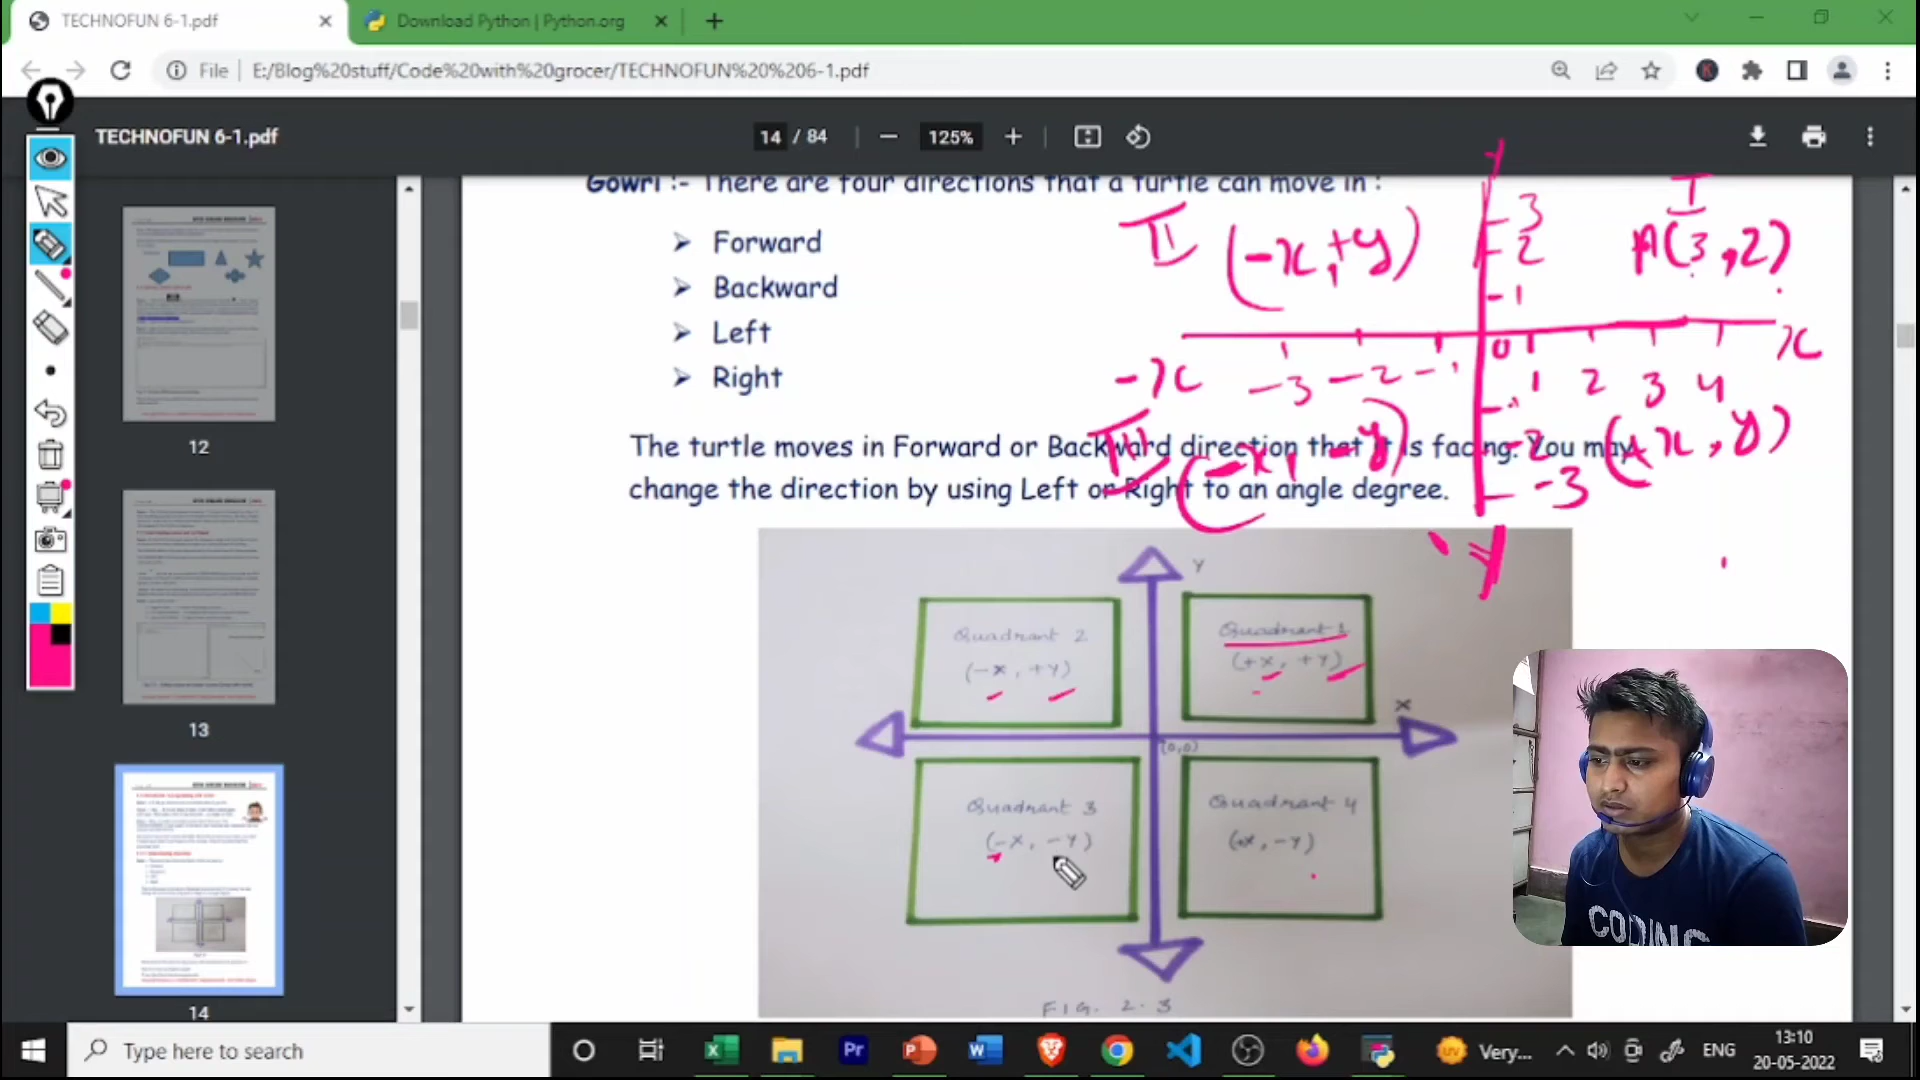 TECHNOFUN 6-1.pdf
Download Python | Python.org
File
E:/Blog%20stuff/Code%20with%20grocer/TECHNOFUN%20%206-1.pdf
TECHNOFUN 6-1.pdf
14 / 84
125%
Gowri :- There are four directions that a turtle can move in :
Forward
Backward
Left
Right
The turtle moves in Forward or Backward direction that it is facing. You may
change the direction by using Left or Right to an angle degree.
y
3
2
-1
I
A(3,2)
II
(-x,+y)
-x
-3 -2 -1
0 1 2 3 4
x
III
(-x, -y)
-2
-3
(+x, y)
Y
Quadrant 2
(-x, +y)
Quadrant 1
(+x, +y)
X
(0,0)
Quadrant 3
(-x, -y)
Quadrant 4
(+x, -y)
FIG. 2.3
12
13
14
CODING
Type here to search
Very...
ENG
13:10
20-05-2022